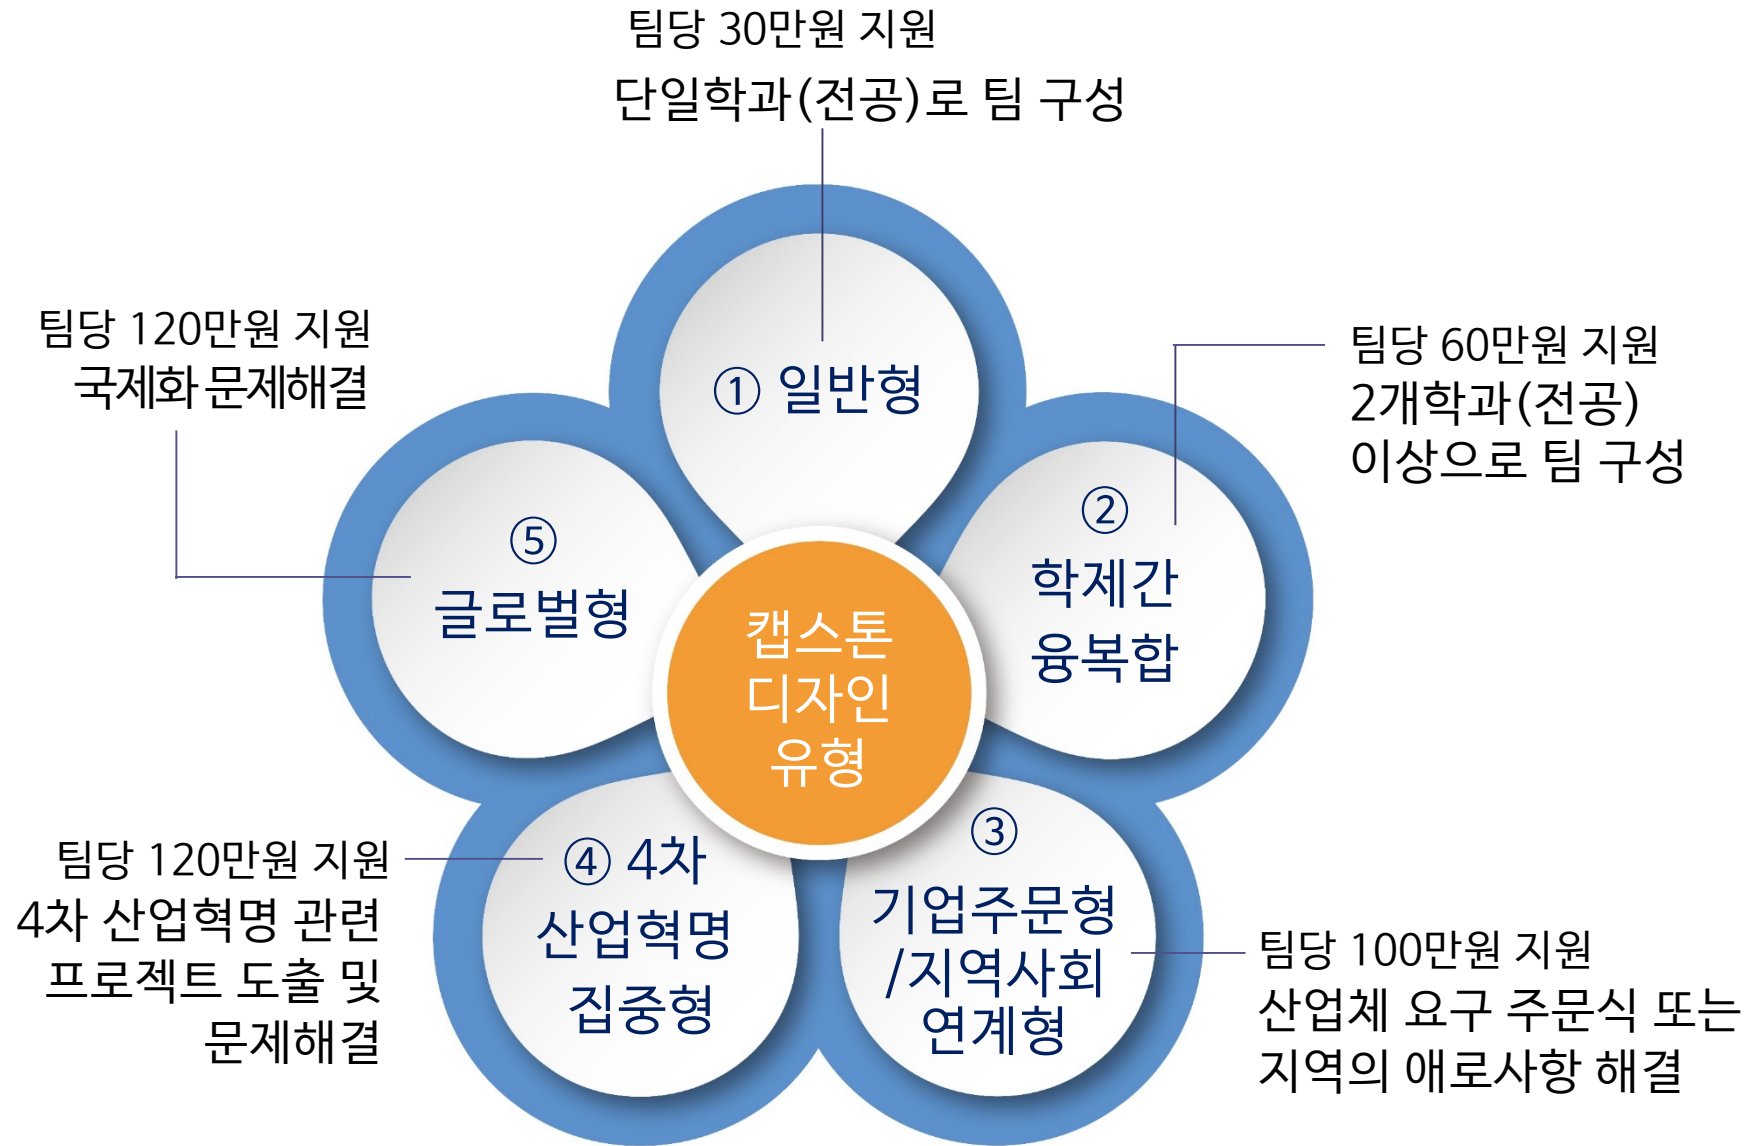 팀당 30만원 지원
단일학과(전공)로 팀 구성
① 일반형
팀당 60만원 지원
2개학과(전공)
이상으로 팀 구성
②
학제간
융복합
③
기업주문형
/지역사회
연계형
팀당 100만원 지원
산업체 요구 주문식 또는
지역의 애로사항 해결
④ 4차
산업혁명
집중형
팀당 120만원 지원
4차 산업혁명 관련
프로젝트 도출 및
문제해결
팀당 120만원 지원
국제화 문제해결
⑤
글로벌형
캡스톤
디자인
유형